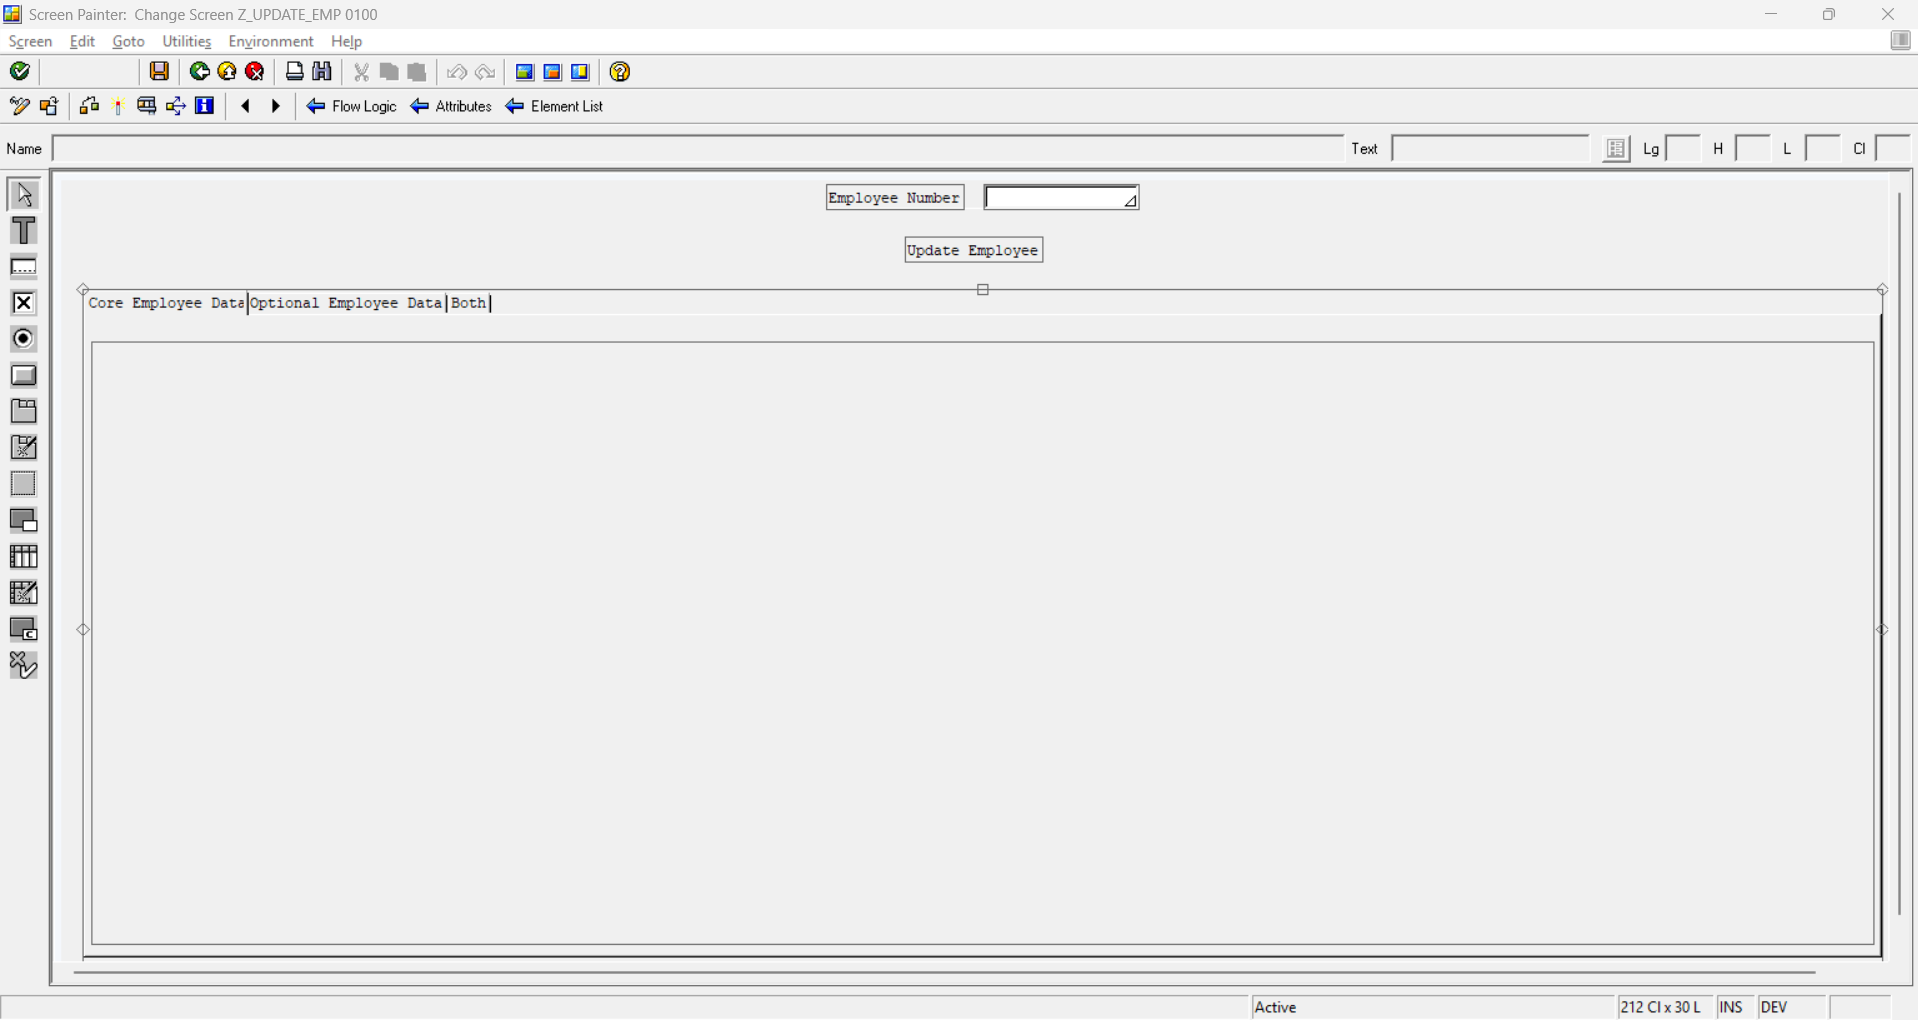 Screen Painter:  Change Screen Z_UPDATE_EMP 0100
Screen Edit Goto Utilities Environment Help
Flow Logic Attributes Element List
Name Text Lg H L Cl
Employee Number
Update Employee
Core Employee Data Optional Employee Data Both
Active 212 Cl x 30 L INS DEV